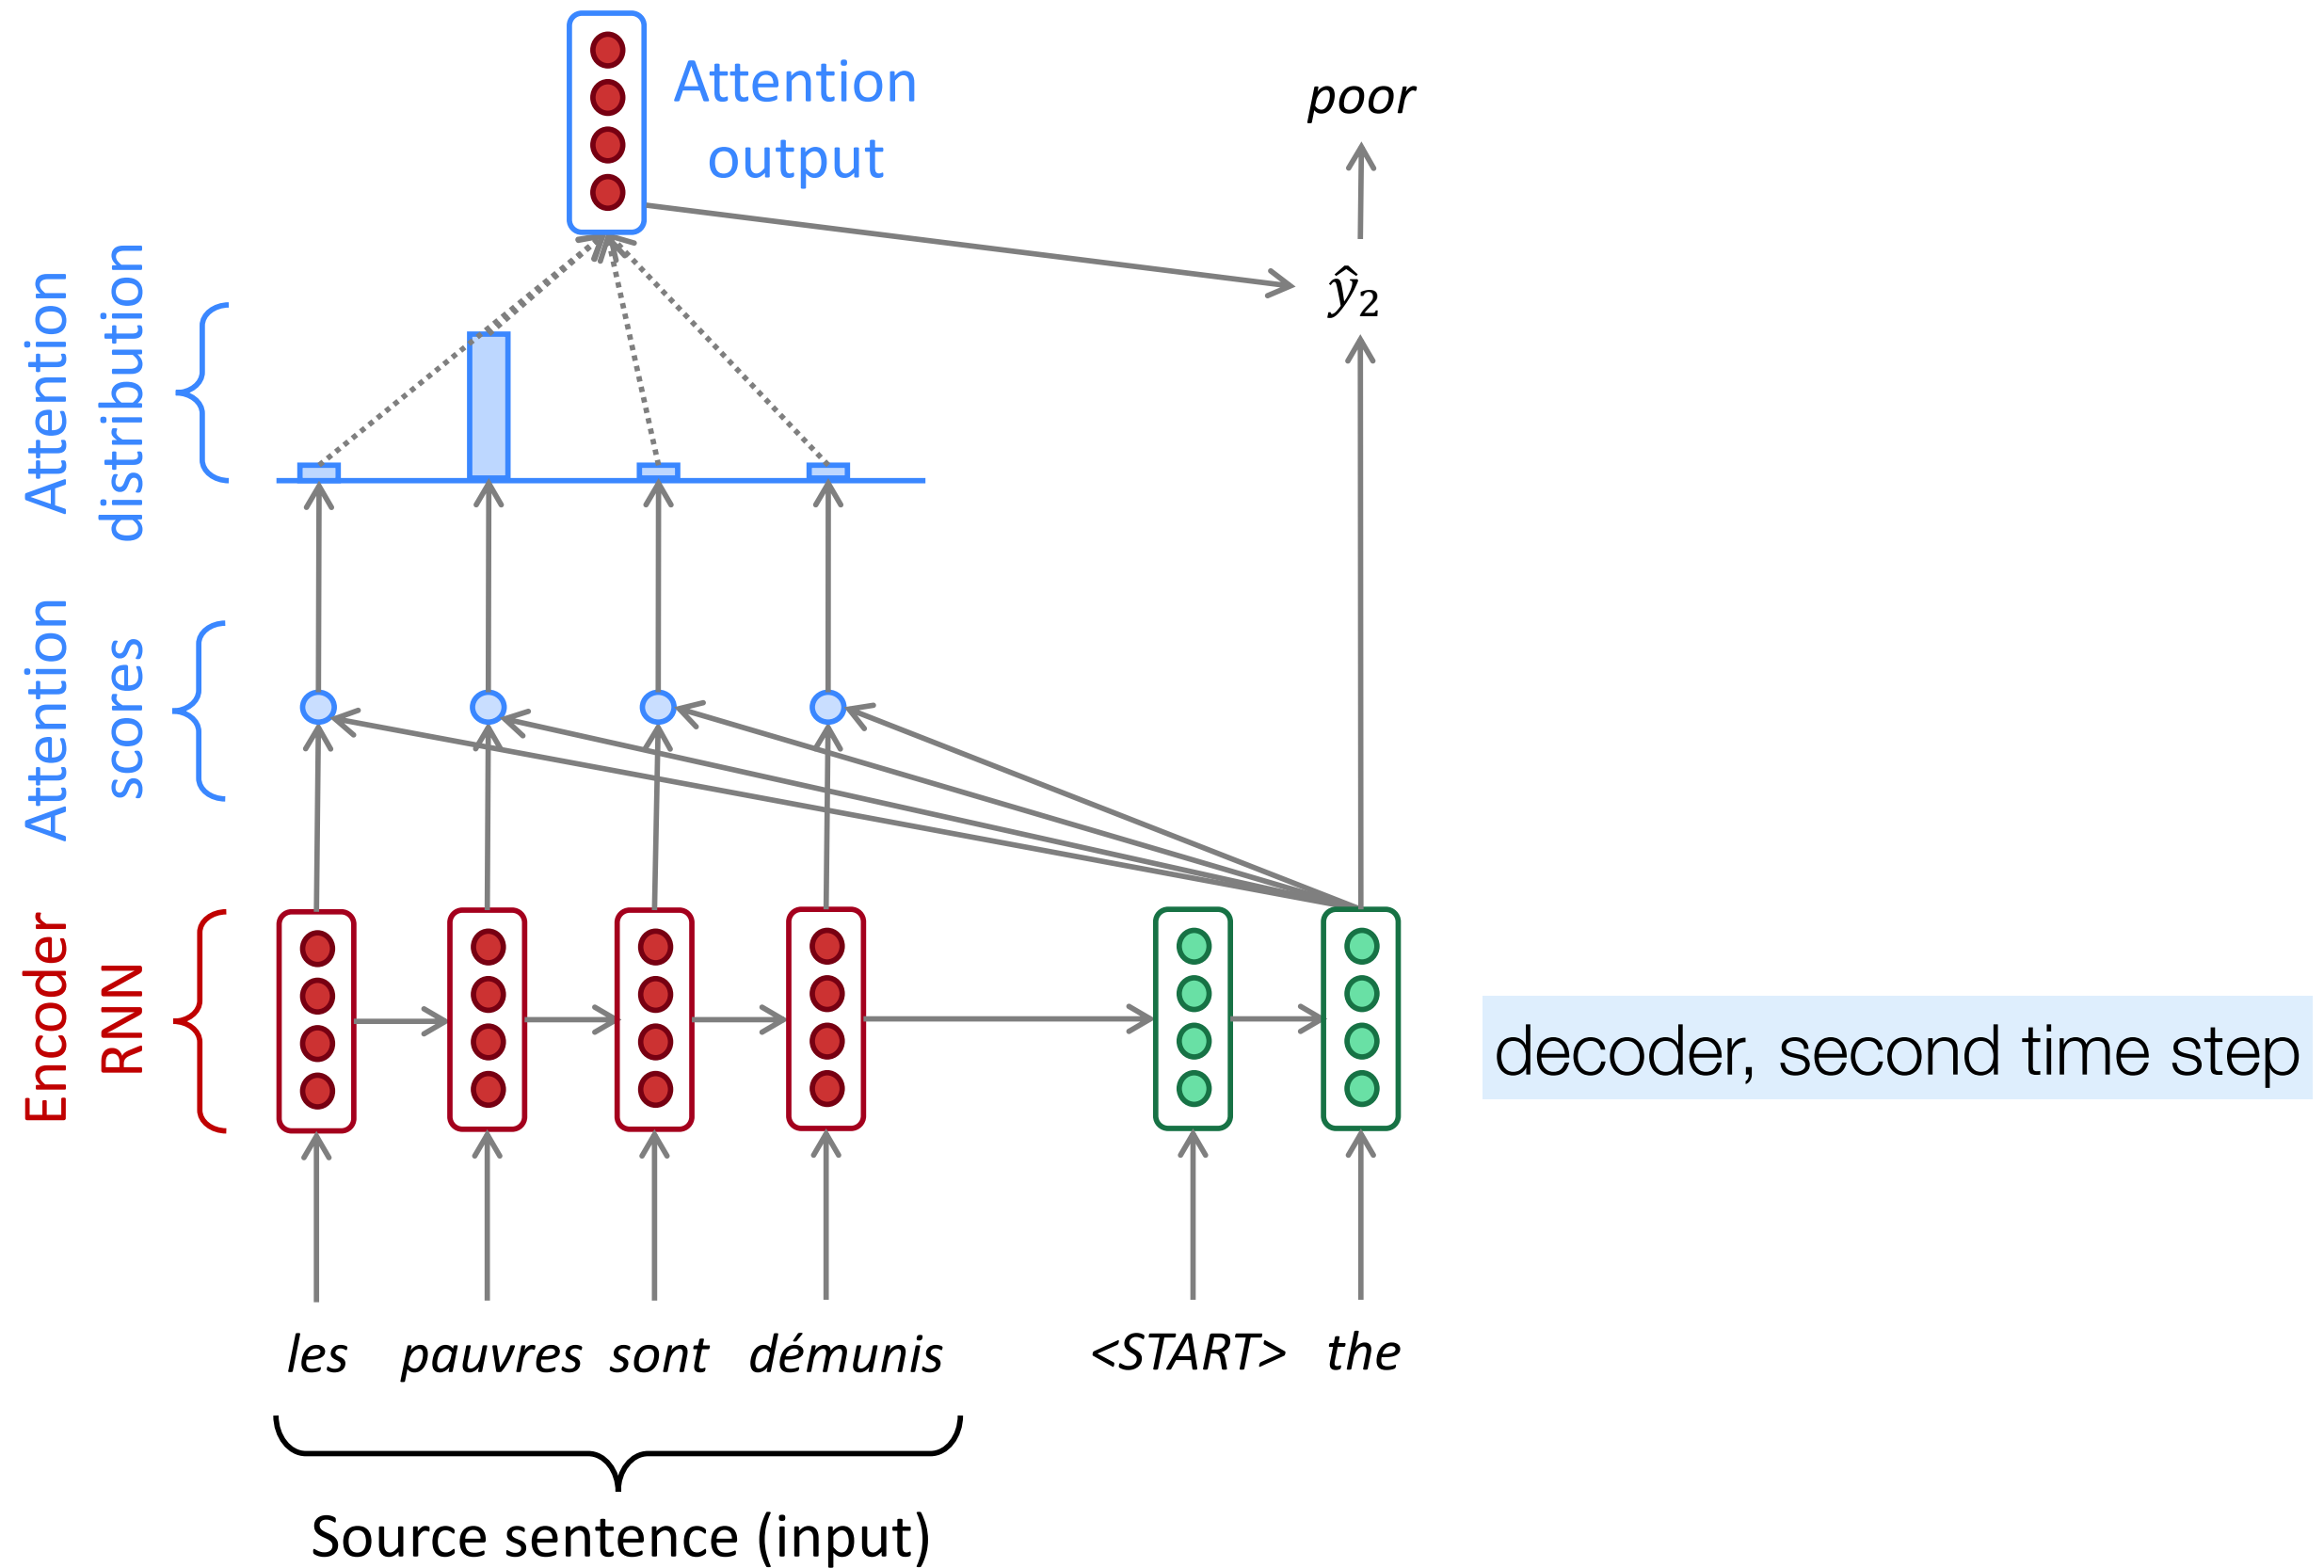 Attention
output
poor
ŷ₂
Attention
distribution
Attention
scores
Encoder
RNN
decoder, second time step
les pauvres sont démunis <START> the
Source sentence (input)